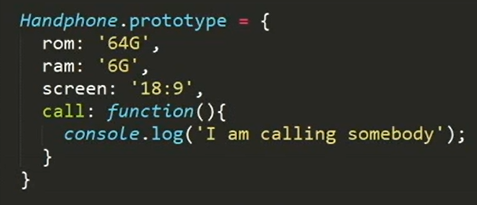 Handphone.prototype = {
rom: '64G',
ram: '6G',
screen: '18:9',
call: function(){
console.log('I am calling somebody');
}
}